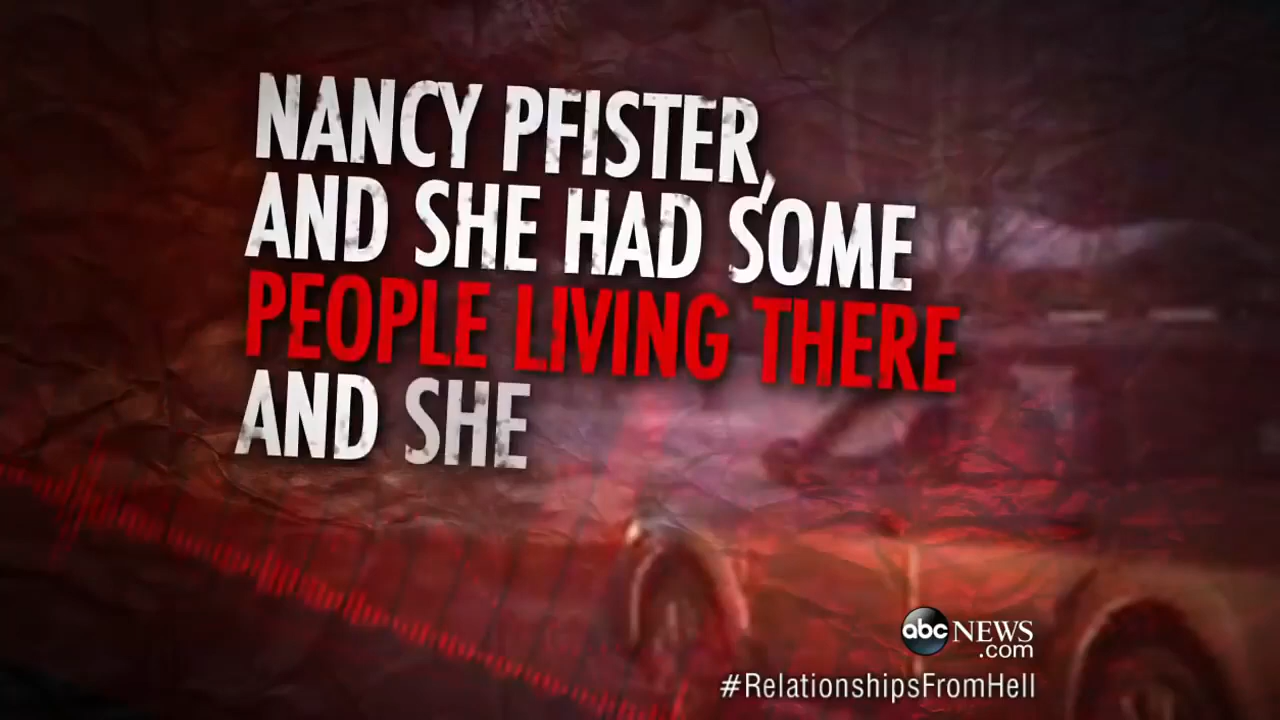 NANCY PFISTER,
AND SHE HAD SOME
PEOPLE LIVING THERE
AND SHE
abc NEWS
.com
#RelationshipsFromHell